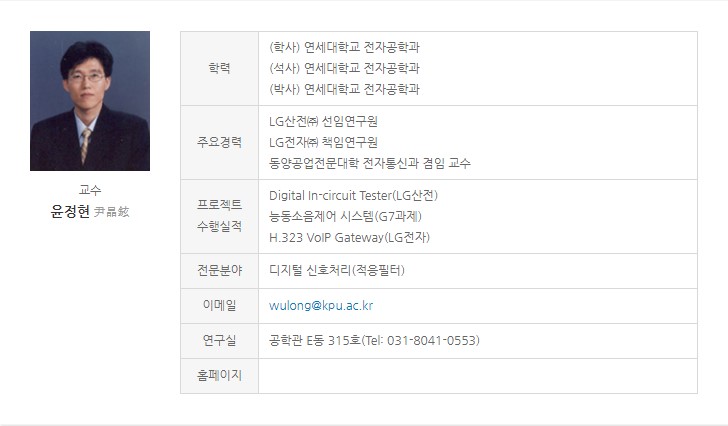 교수
윤정현 尹晶鉉
학력
(학사) 연세대학교 전자공학과
(석사) 연세대학교 전자공학과
(박사) 연세대학교 전자공학과
주요경력
LG산전㈜ 선임연구원
LG전자㈜ 책임연구원
동양공업전문대학 전자통신과 겸임 교수
프로젝트
수행실적
Digital In-circuit Tester(LG산전)
능동소음제어 시스템(G7과제)
H.323 VoIP Gateway(LG전자)
전문분야
디지털 신호처리(적응필터)
이메일
wulong@kpu.ac.kr
연구실
공학관 E동 315호(Tel: 031-8041-0553)
홈페이지